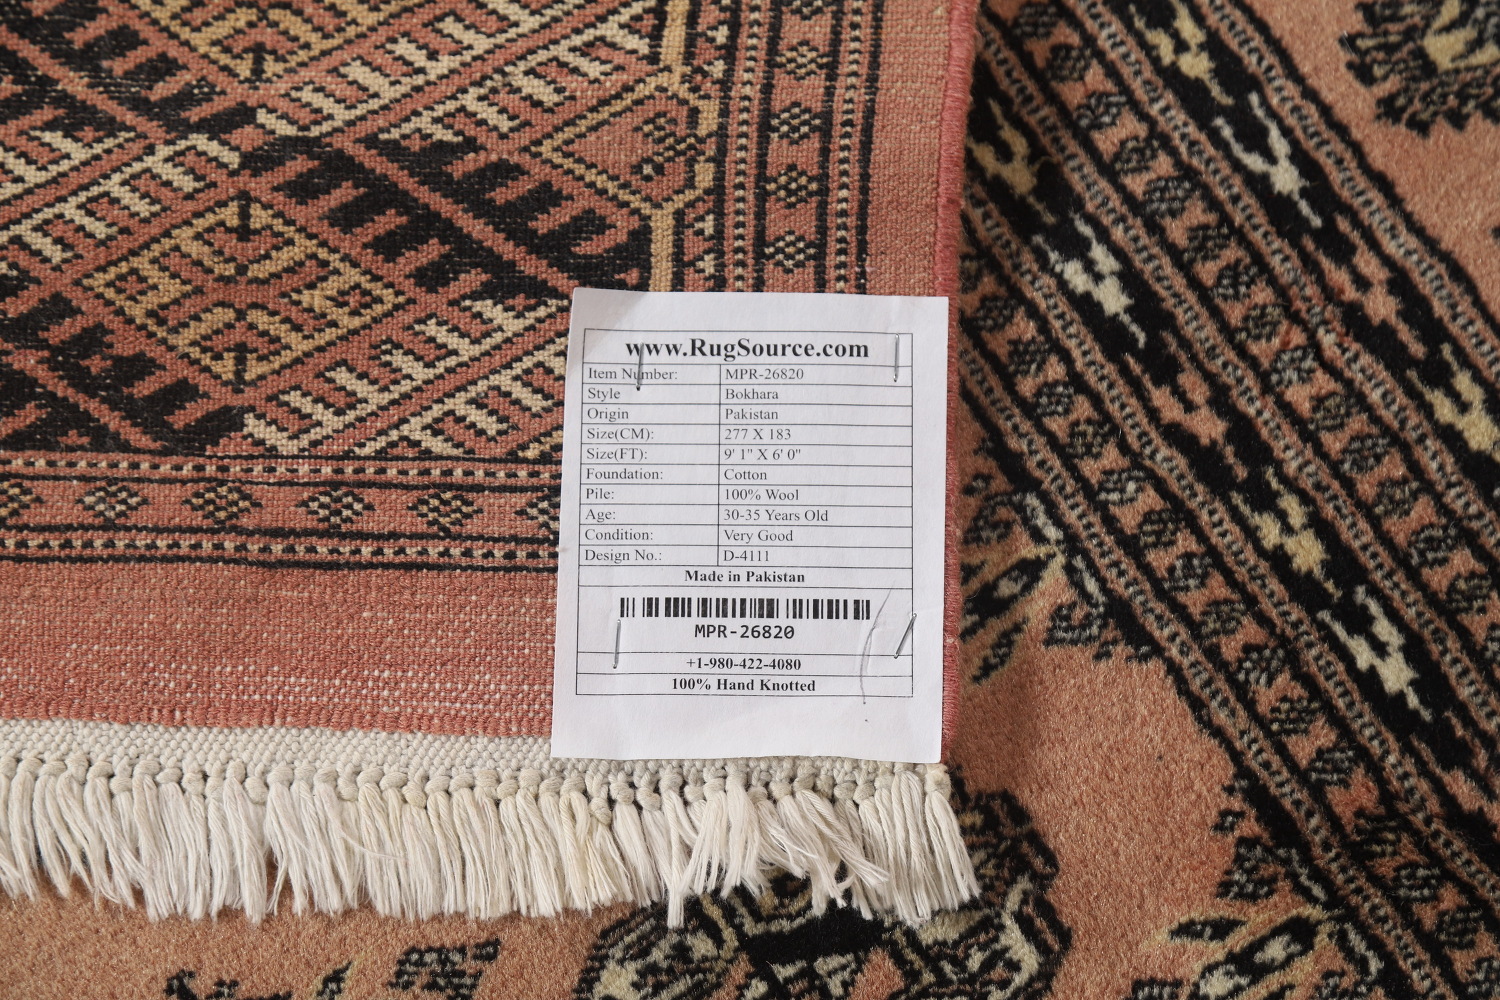 www.RugSource.com
Item Number: MPR-26820
Style Bokhara
Origin Pakistan
Size(CM): 277 X 183
Size(FT): 9' 1" X 6' 0"
Foundation: Cotton
Pile: 100% Wool
Age: 30-35 Years Old
Condition: Very Good
Design No.: D-4111
Made in Pakistan
MPR-26820
+1-980-422-4080
100% Hand Knotted